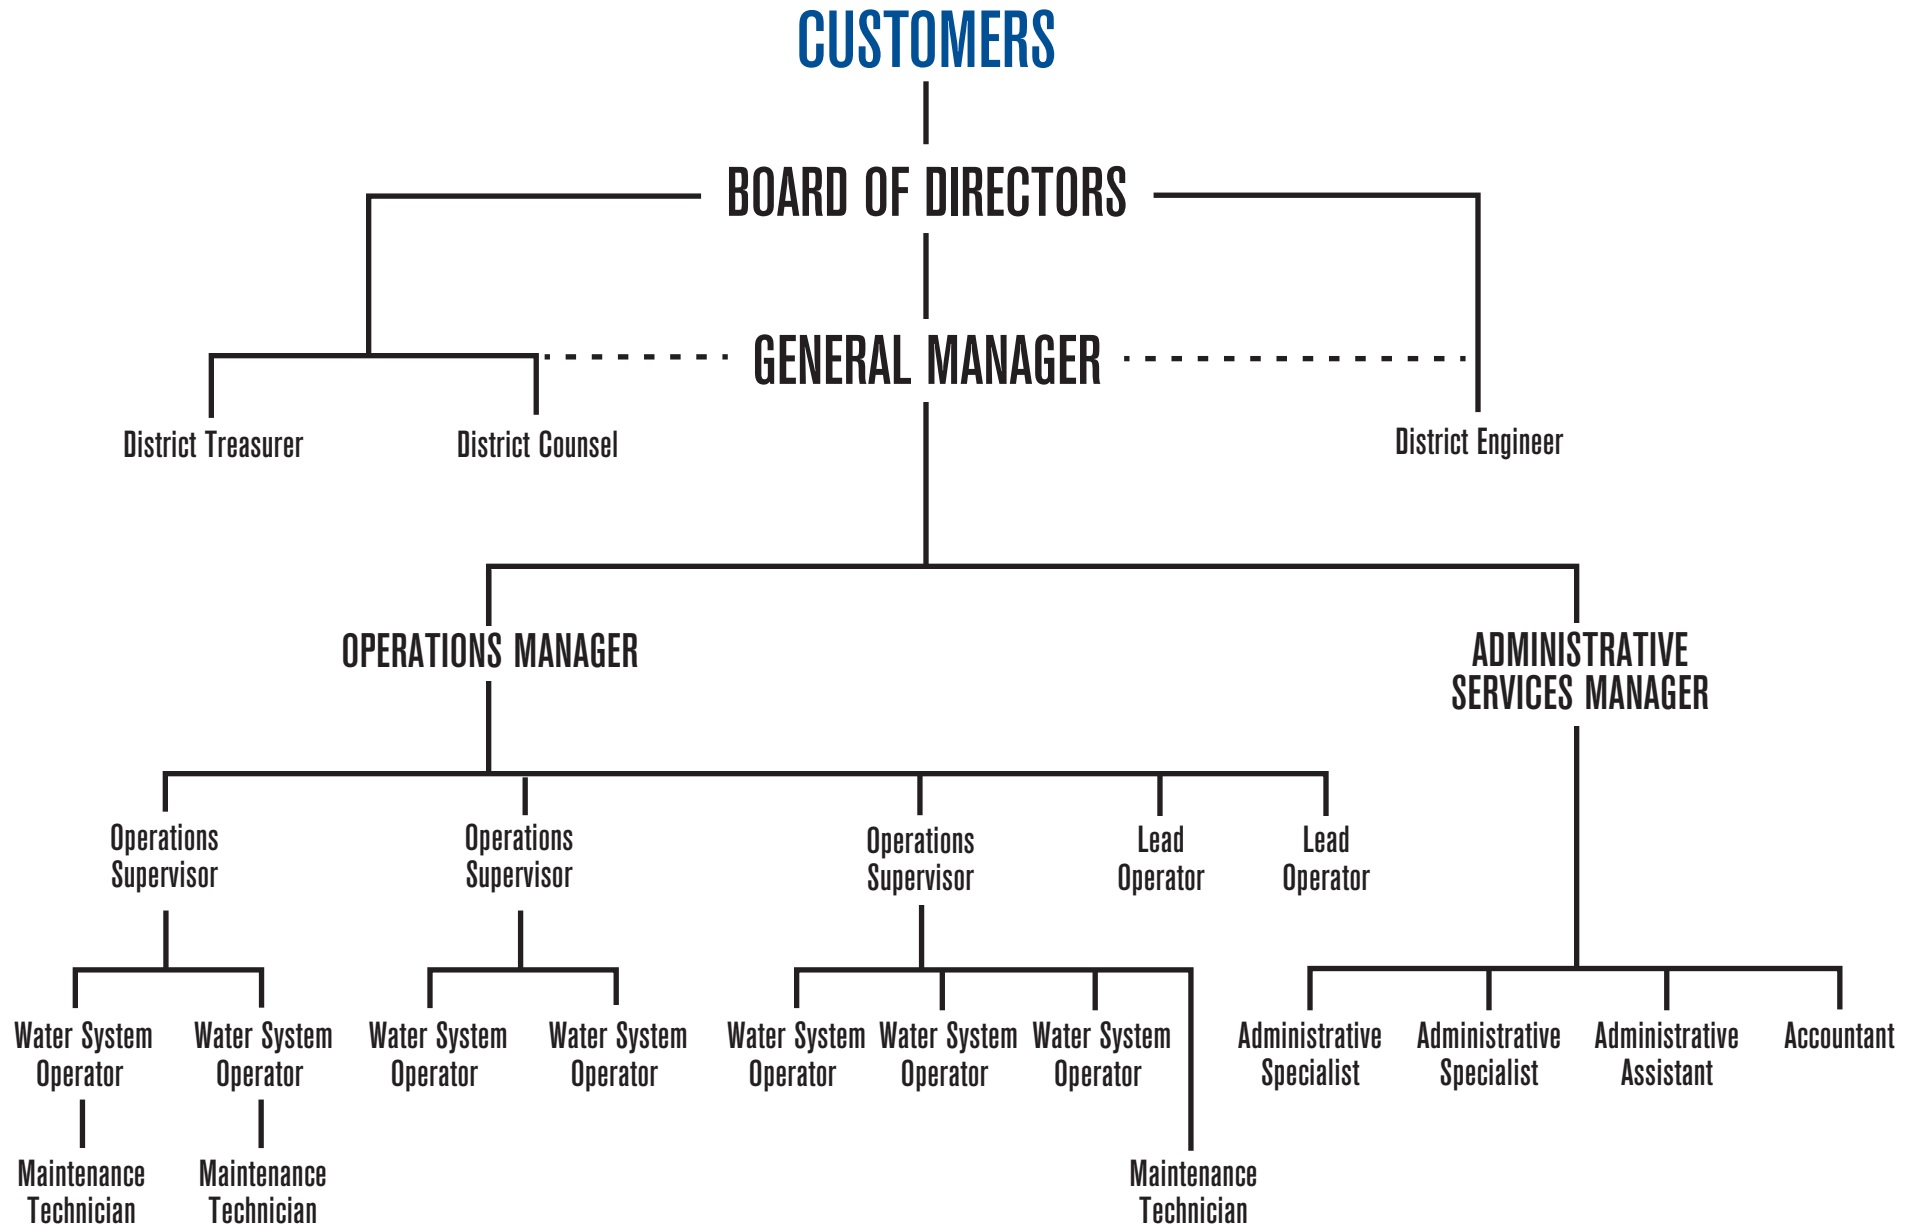 CUSTOMERS
BOARD OF DIRECTORS
GENERAL MANAGER
District Treasurer
District Counsel
District Engineer
OPERATIONS MANAGER
ADMINISTRATIVE
SERVICES MANAGER
Operations
Supervisor
Operations
Supervisor
Operations
Supervisor
Lead
Operator
Lead
Operator
Water System
Operator
Water System
Operator
Water System
Operator
Water System
Operator
Water System
Operator
Water System
Operator
Water System
Operator
Administrative
Specialist
Administrative
Specialist
Administrative
Assistant
Accountant
Maintenance
Technician
Maintenance
Technician
Maintenance
Technician